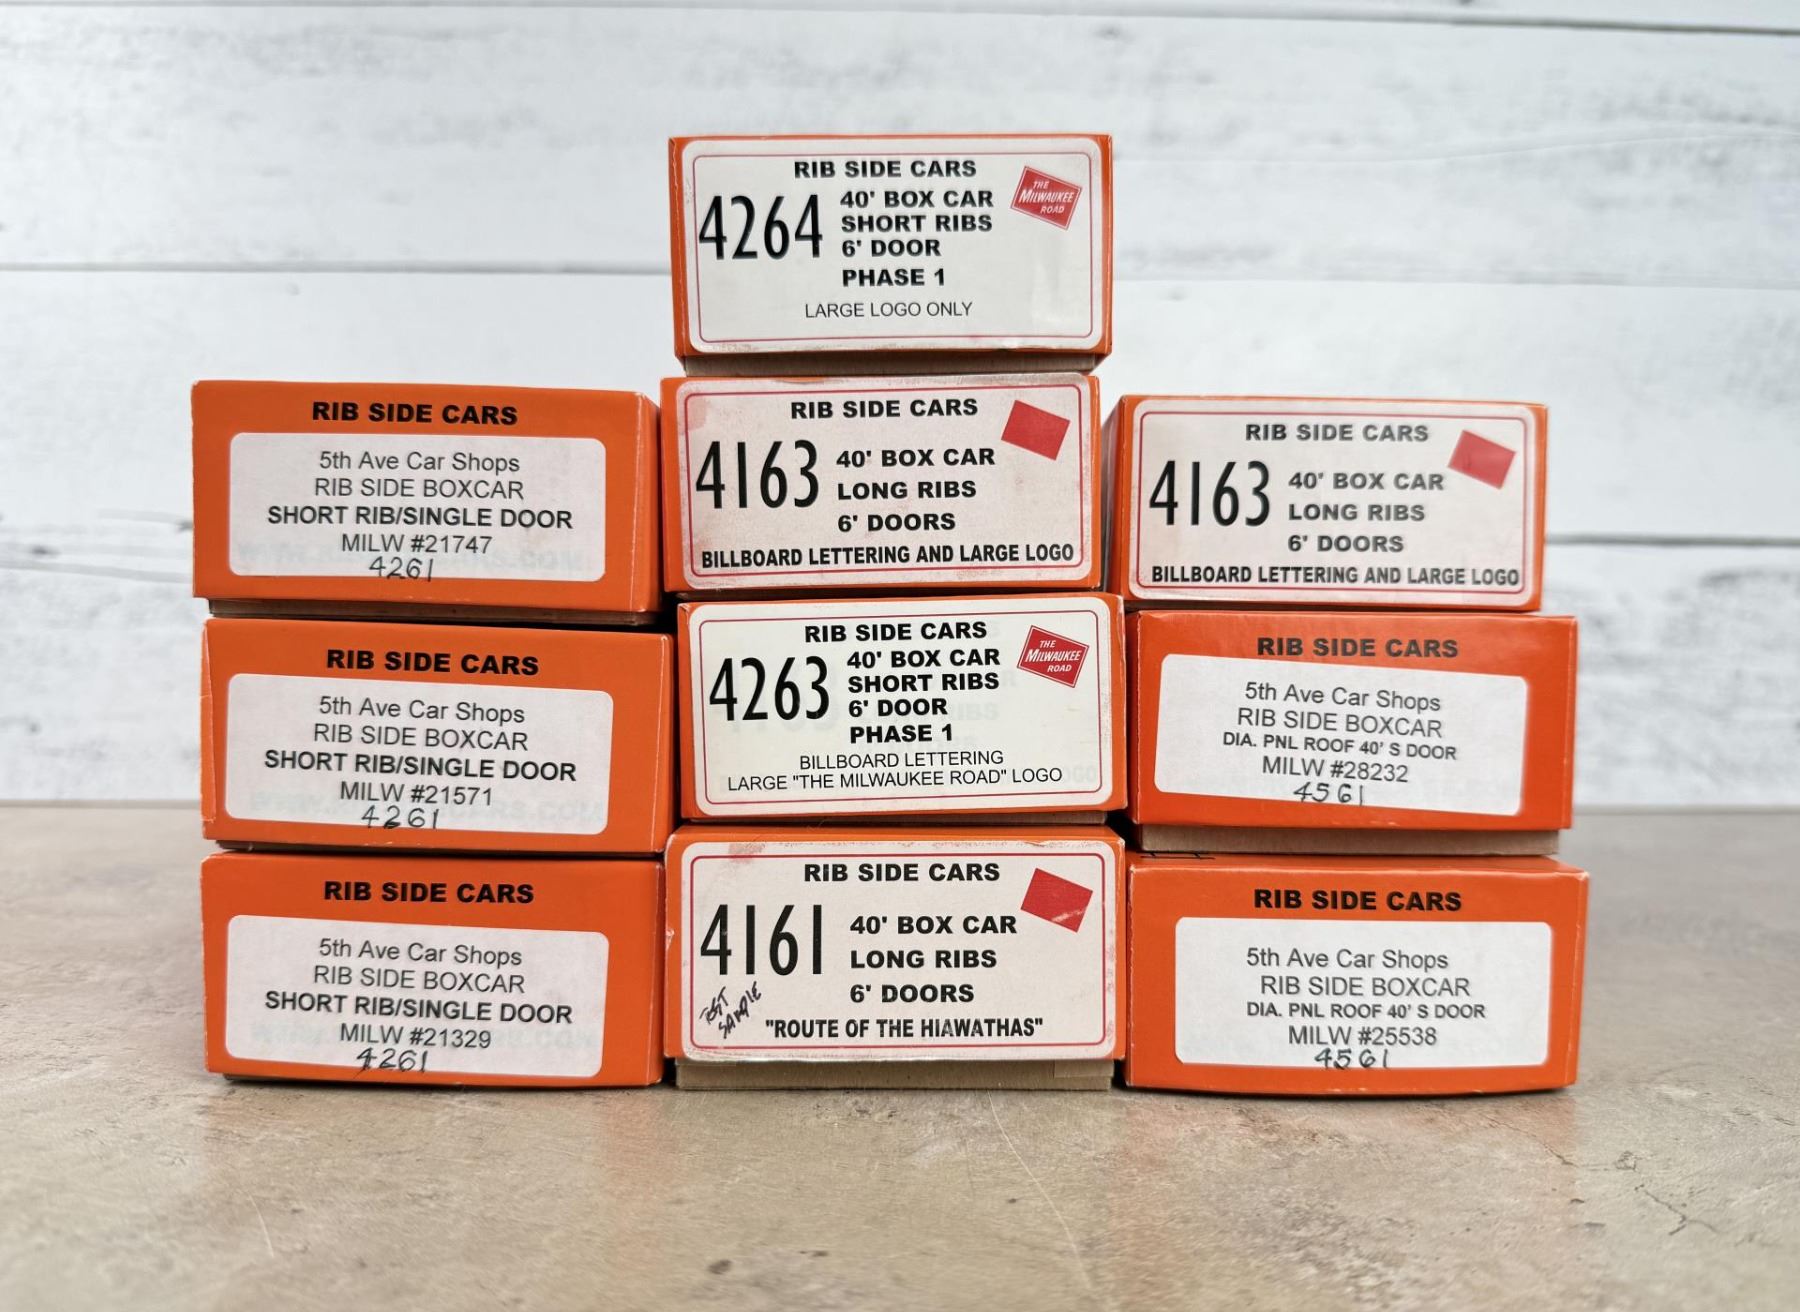 RIB SIDE CARS
4264
40' BOX CAR
SHORT RIBS
6' DOOR
PHASE 1
LARGE LOGO ONLY
THE
MILWAUKEE
ROAD
RIB SIDE CARS
5th Ave Car Shops
RIB SIDE BOXCAR
SHORT RIB/SINGLE DOOR
MILW #21747
4261
RIB SIDE CARS
4163
40' BOX CAR
LONG RIBS
6' DOORS
BILLBOARD LETTERING AND LARGE LOGO
RIB SIDE CARS
4163
40' BOX CAR
LONG RIBS
6' DOORS
BILLBOARD LETTERING AND LARGE LOGO
RIB SIDE CARS
5th Ave Car Shops
RIB SIDE BOXCAR
SHORT RIB/SINGLE DOOR
MILW #21571
4261
RIB SIDE CARS
4263
40' BOX CAR
SHORT RIBS
6' DOOR
PHASE 1
BILLBOARD LETTERING
LARGE "THE MILWAUKEE ROAD" LOGO
THE
MILWAUKEE
ROAD
RIB SIDE CARS
5th Ave Car Shops
RIB SIDE BOXCAR
DIA. PNL ROOF 40' S DOOR
MILW #28232
4561
RIB SIDE CARS
5th Ave Car Shops
RIB SIDE BOXCAR
SHORT RIB/SINGLE DOOR
MILW #21329
4261
RIB SIDE CARS
4161
40' BOX CAR
LONG RIBS
6' DOORS
TEST
SAMPLE
"ROUTE OF THE HIAWATHAS"
RIB SIDE CARS
5th Ave Car Shops
RIB SIDE BOXCAR
DIA. PNL ROOF 40' S DOOR
MILW #25538
4561